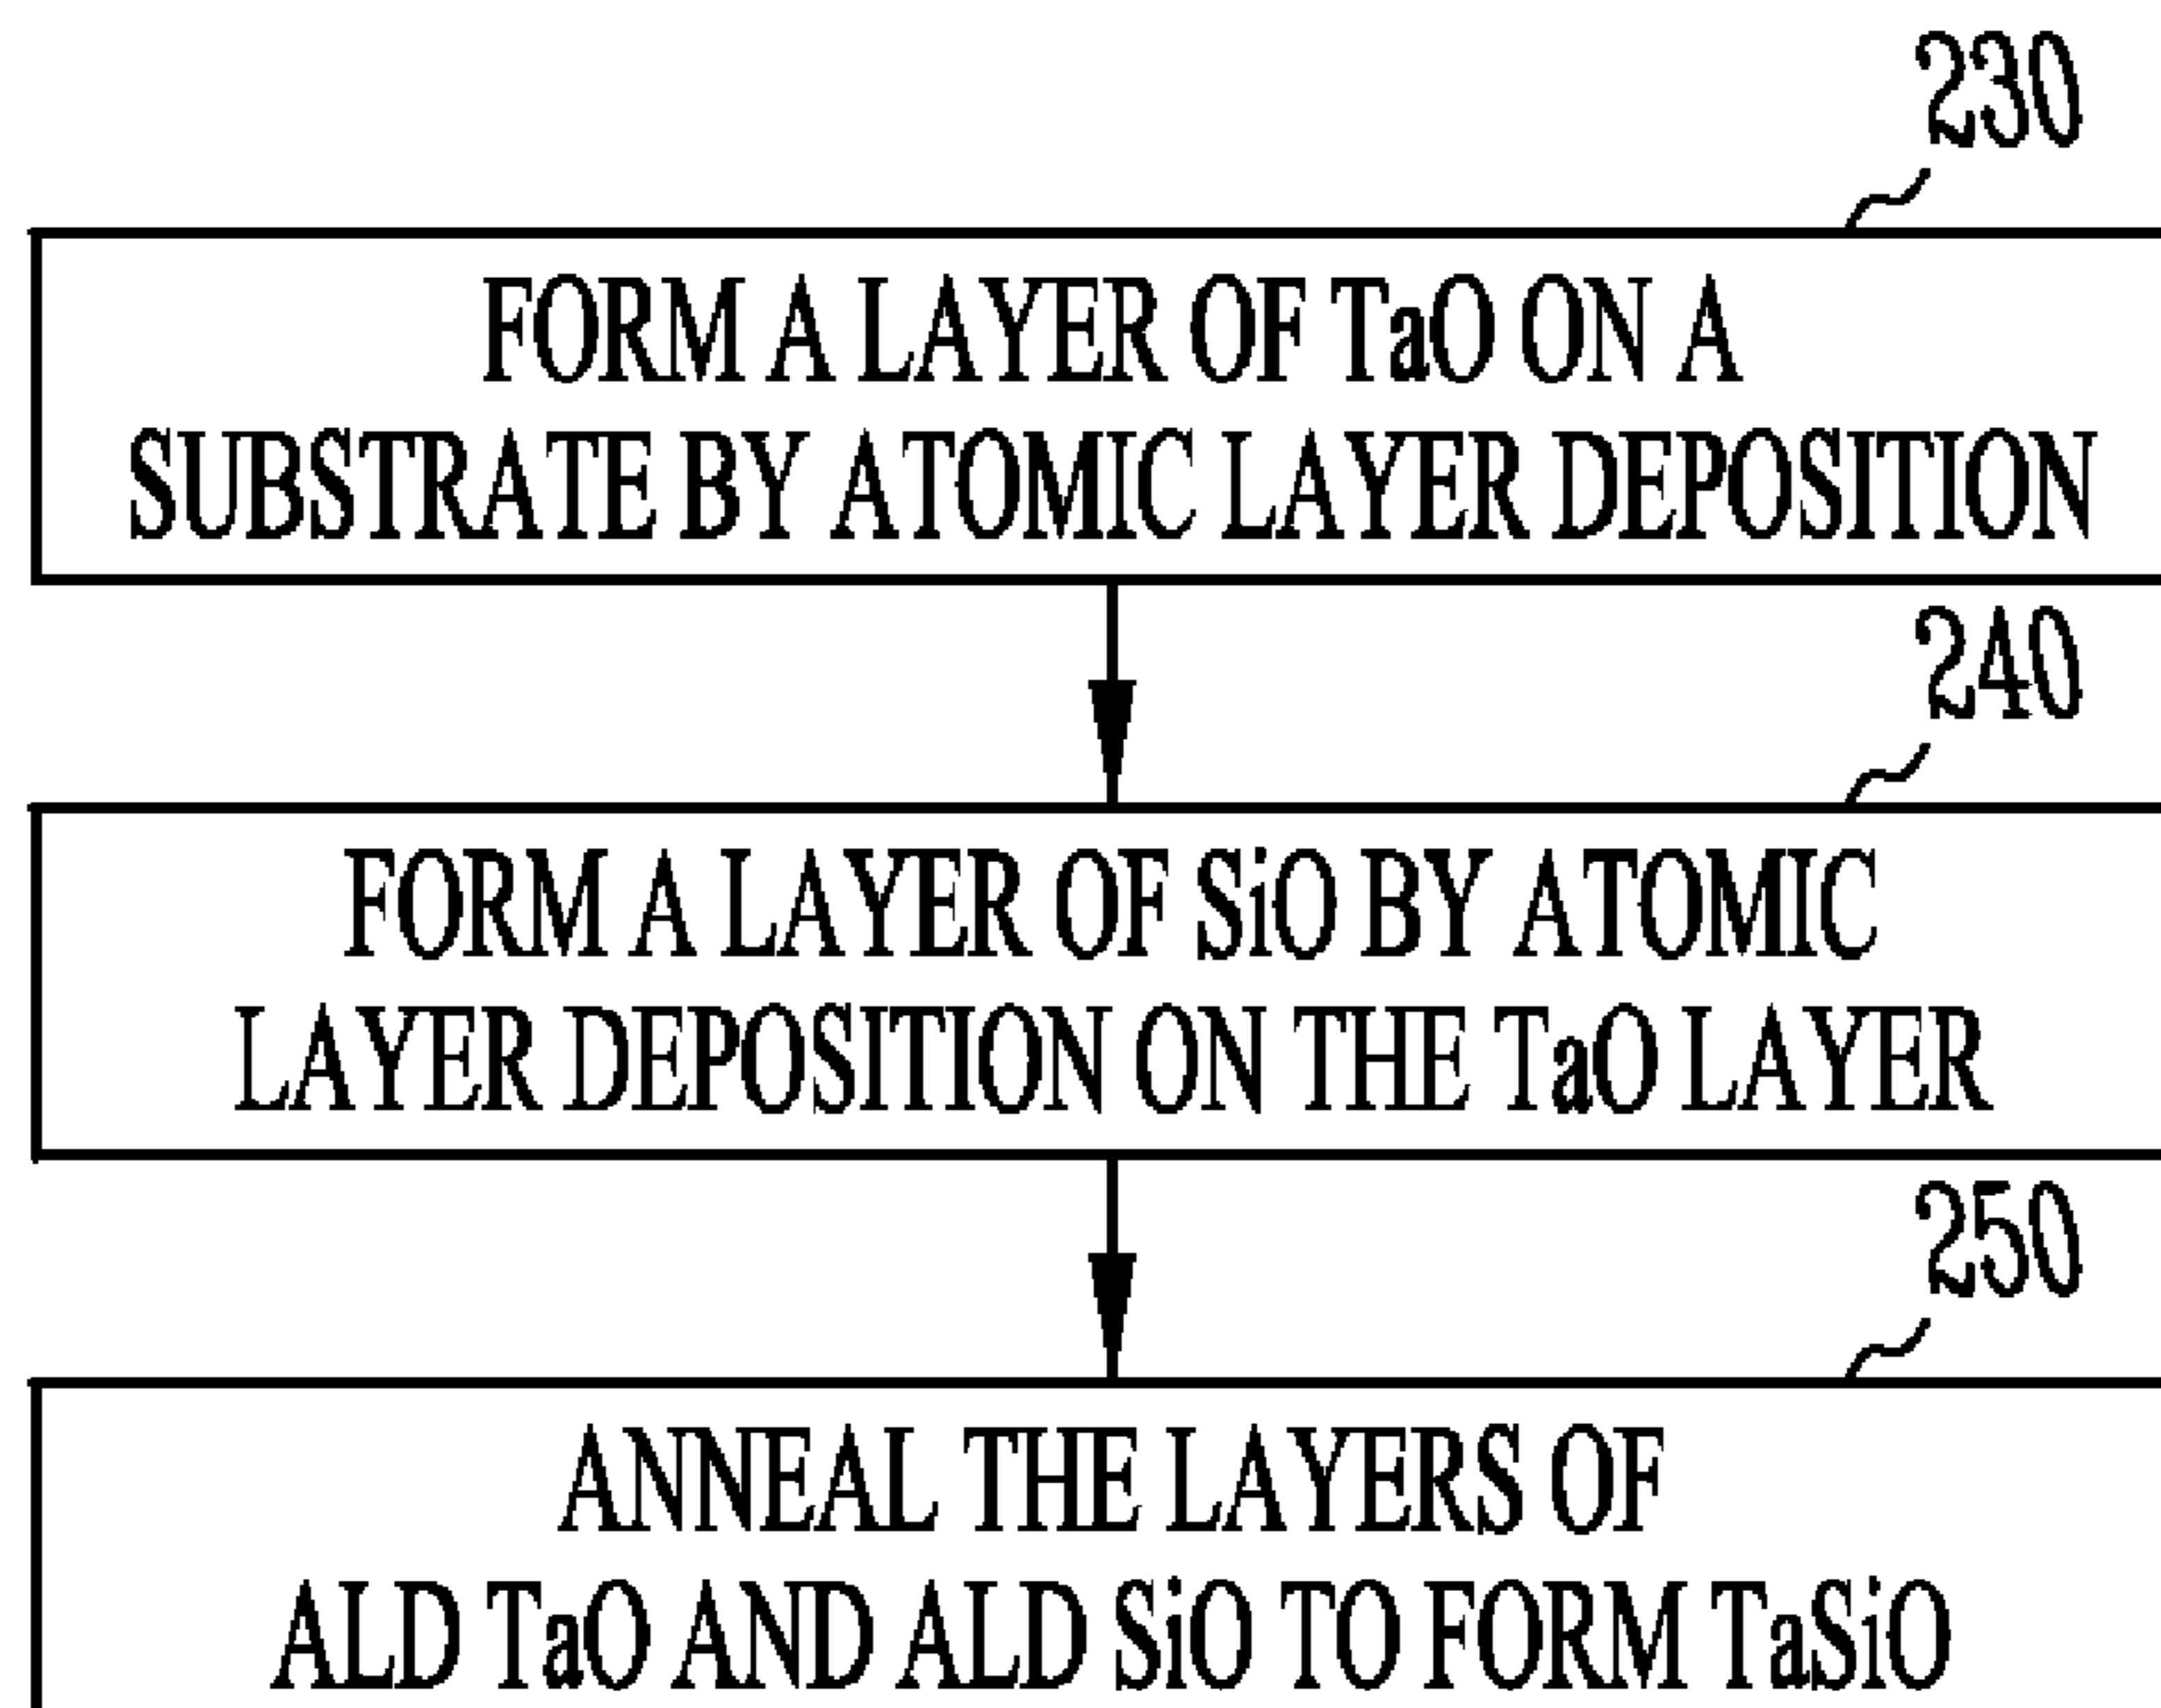 230
FORM A LAYER OF TaO ON A
SUBSTRATE BY ATOMIC LAYER DEPOSITION
240
FORM A LAYER OF SiO BY ATOMIC
LAYER DEPOSITION ON THE TaO LAYER
250
ANNEAL THE LAYERS OF
ALD TaO AND ALD SiO TO FORM TaSiO